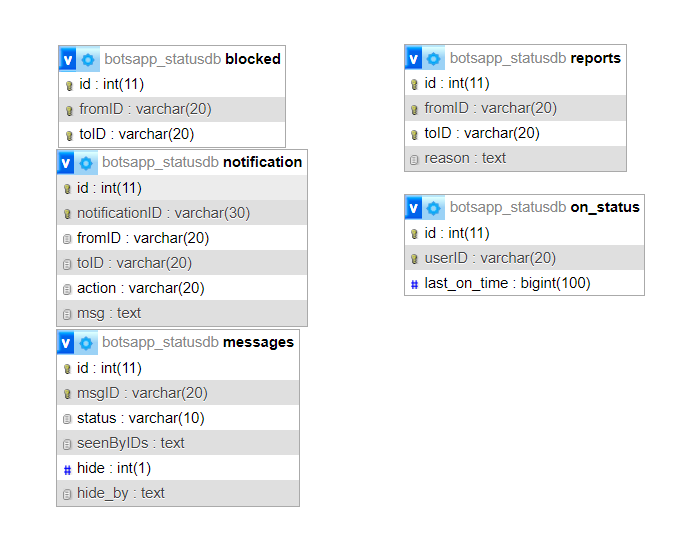 v botsapp_statusdb blocked
id : int(11)
fromID : varchar(20)
toID : varchar(20)
v botsapp_statusdb notification
id : int(11)
notificationID : varchar(30)
fromID : varchar(20)
toID : varchar(20)
action : varchar(20)
msg : text
v botsapp_statusdb messages
id : int(11)
msgID : varchar(20)
status : varchar(10)
seenByIDs : text
# hide : int(1)
hide_by : text
v botsapp_statusdb reports
id : int(11)
fromID : varchar(20)
toID : varchar(20)
reason : text
v botsapp_statusdb on_status
id : int(11)
userID : varchar(20)
# last_on_time : bigint(100)